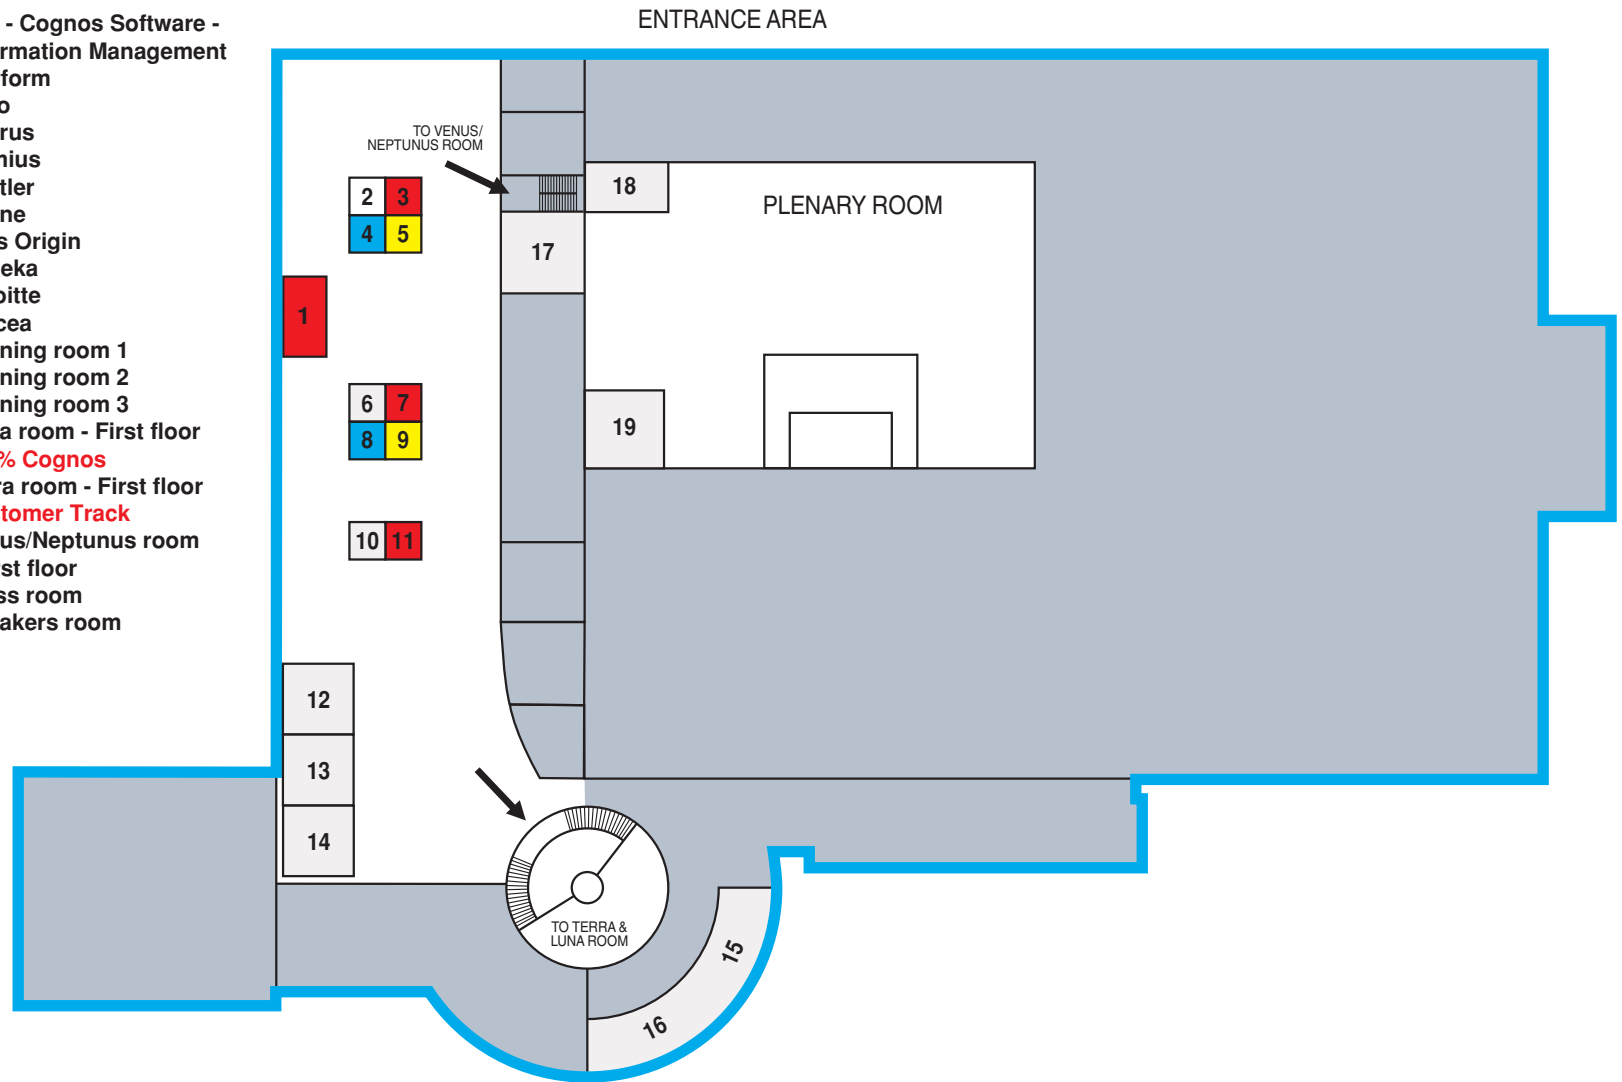 ENTRANCE AREA
- Cognos Software -
rmation Management
form
o
rus
nius
tler
ne
s Origin
eka
oitte
cea
ning room 1
ning room 2
ning room 3
a room - First floor
% Cognos
ra room - First floor
tomer Track
us/Neptunus room
st floor
ss room
akers room
TO VENUS/
NEPTUNUS ROOM
2 3
4 5
1
6 7
8 9
10 11
12
13
14
18
17
PLENARY ROOM
19
TO TERRA &
LUNA ROOM
15
16